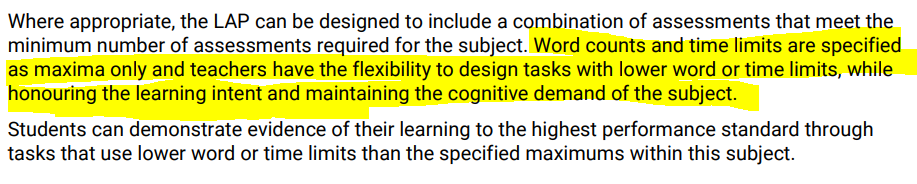 Where appropriate, the LAP can be designed to include a combination of assessments that meet the
minimum number of assessments required for the subject. Word counts and time limits are specified
as maxima only and teachers have the flexibility to design tasks with lower word or time limits, while
honouring the learning intent and maintaining the cognitive demand of the subject.
Students can demonstrate evidence of their learning to the highest performance standard through
tasks that use lower word or time limits than the specified maximums within this subject.